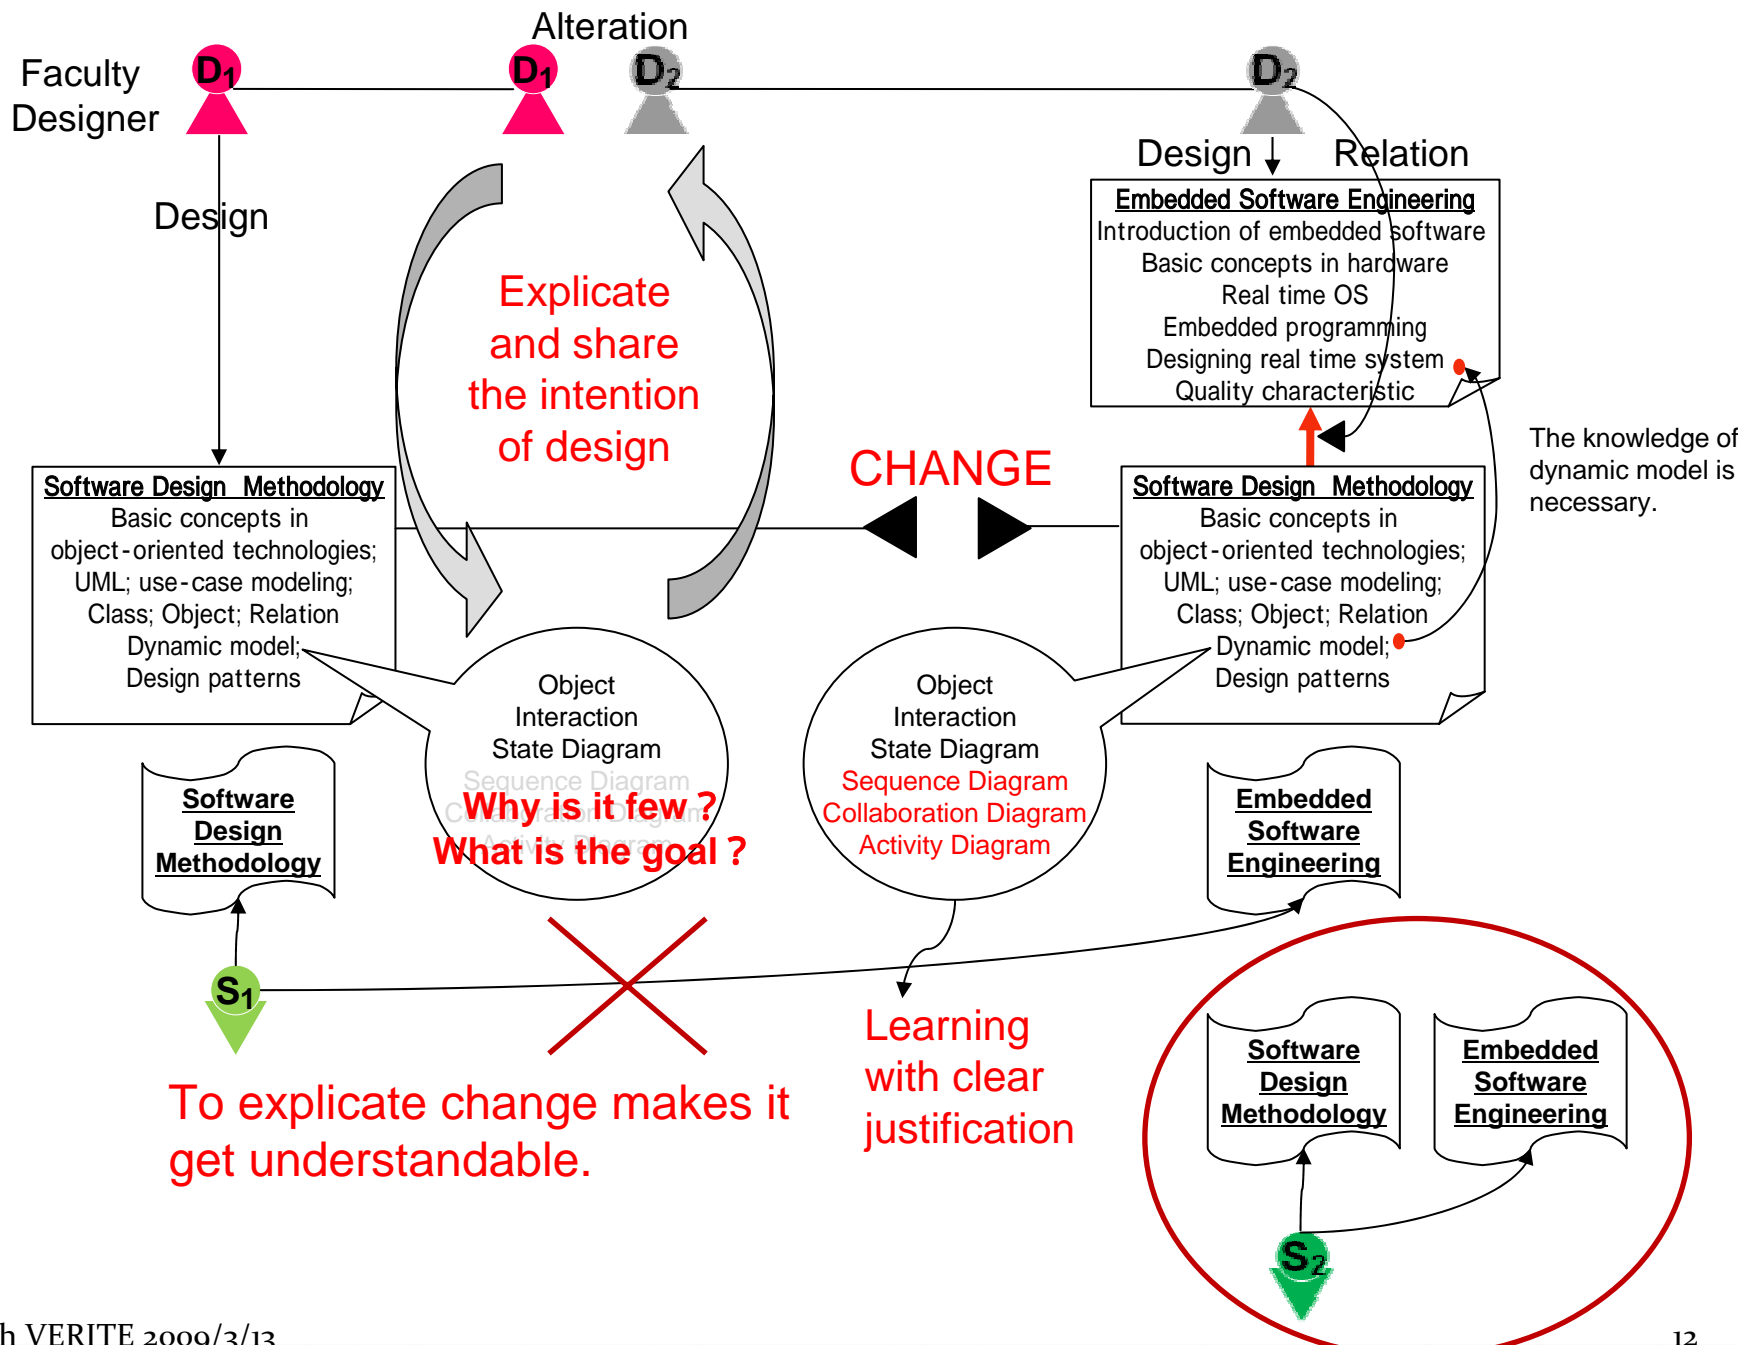 Alteration
Faculty
Designer
D1
D1
D2
D2
Design
Design
Relation
Embedded Software Engineering
Introduction of embedded software
Basic concepts in hardware
Real time OS
Embedded programming
Designing real time system
Quality characteristic
Explicate
and share
the intention
of design
CHANGE
The knowledge of
dynamic model is
necessary.
Software Design Methodology
Basic concepts in
object-oriented technologies;
UML; use-case modeling;
Class; Object; Relation
Dynamic model;
Design patterns
Software Design Methodology
Basic concepts in
object-oriented technologies;
UML; use-case modeling;
Class; Object; Relation
Dynamic model;
Design patterns
Object
Interaction
State Diagram
Sequence Diagram
Collaboration Diagram
Activity Diagram
Why is it few ?
What is the goal ?
Object
Interaction
State Diagram
Sequence Diagram
Collaboration Diagram
Activity Diagram
Software
Design
Methodology
Embedded
Software
Engineering
S1
Learning
with clear
justification
To explicate change makes it
get understandable.
Software
Design
Methodology
Embedded
Software
Engineering
S2
h VERITE 2009/3/13
12